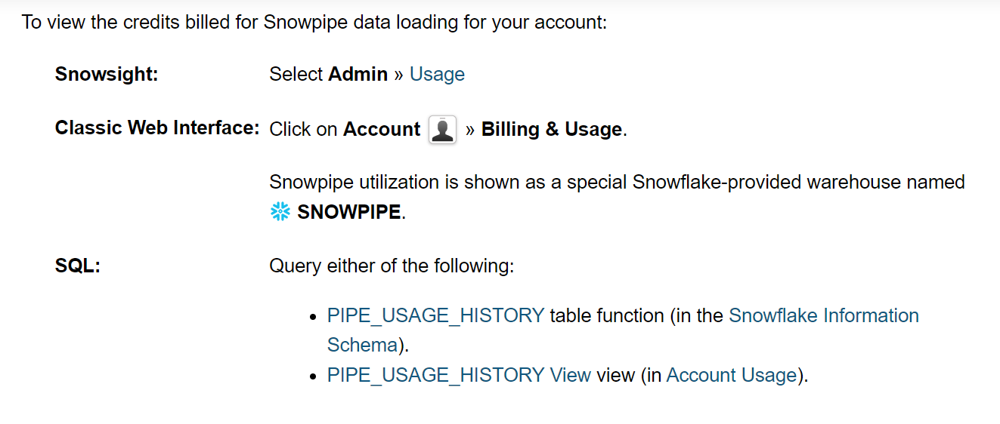 To view the credits billed for Snowpipe data loading for your account:
Snowsight: Select Admin » Usage
Classic Web Interface: Click on Account » Billing & Usage.
Snowpipe utilization is shown as a special Snowflake-provided warehouse named
SNOWPIPE.
SQL: Query either of the following:
• PIPE_USAGE_HISTORY table function (in the Snowflake Information
Schema).
• PIPE_USAGE_HISTORY View view (in Account Usage).